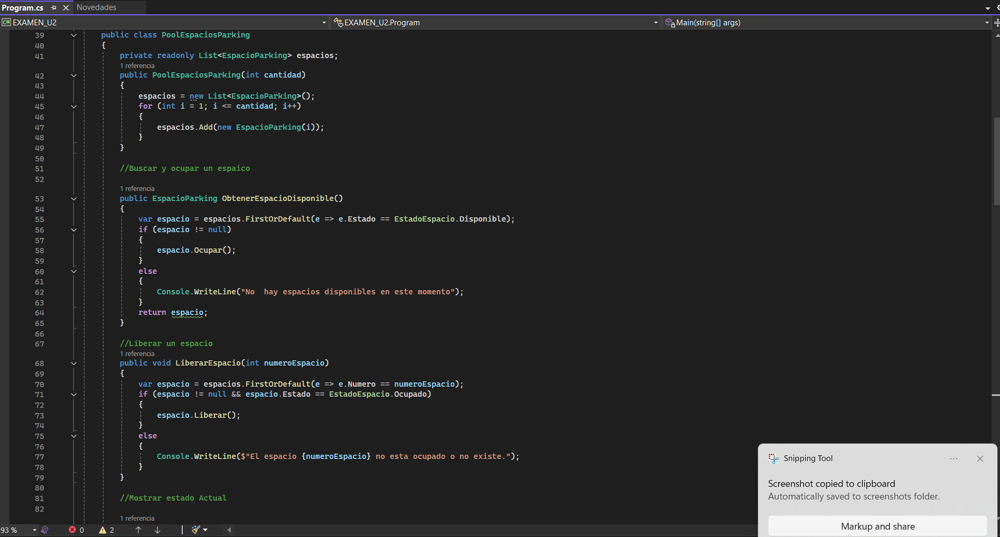 Program.cs
Novedades
C# EXAMEN_U2
EXAMEN_U2.Program
Main(string[] args)
39 public class PoolEspaciosParking
40 {
41 private readonly List<EspacioParking> espacios;
1 referencia
42 public PoolEspaciosParking(int cantidad)
43 {
44 espacios = new List<EspacioParking>();
45 for (int i = 1; i <= cantidad; i++)
46 {
47 espacios.Add(new EspacioParking(i));
48 }
49 }
50
51 //Buscar y ocupar un espaico
52
1 referencia
53 public EspacioParking ObtenerEspacioDisponible()
54 {
55 var espacio = espacios.FirstOrDefault(e => e.Estado == EstadoEspacio.Disponible);
56 if (espacio != null)
57 {
58 espacio.Ocupar();
59 }
60 else
61 {
62 Console.WriteLine("No  hay espacios disponibles en este momento");
63 }
64 return espacio;
65 }
66
67 //Liberar un espacio
1 referencia
68 public void LiberarEspacio(int numeroEspacio)
69 {
70 var espacio = espacios.FirstOrDefault(e => e.Numero == numeroEspacio);
71 if (espacio != null && espacio.Estado == EstadoEspacio.Ocupado)
72 {
73 espacio.Liberar();
74 }
75 else
76 {
77 Console.WriteLine($"El espacio {numeroEspacio} no esta ocupado o no existe.");
78 }
79 }
80
81 //Mostrar estado Actual
82
1 referencia
93 %
0
2
Snipping Tool
Screenshot copied to clipboard
Automatically saved to screenshots folder.
Markup and share